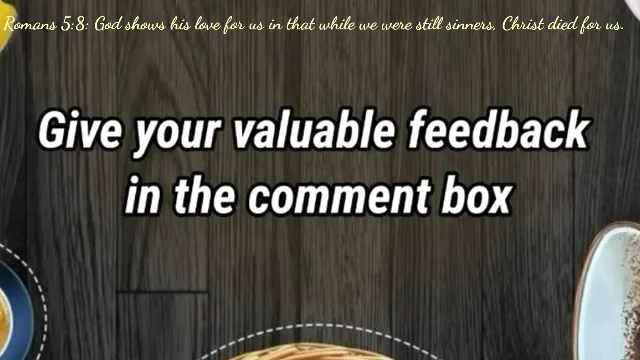 Romans 5:8: God shows his love for us in that while we were still sinners, Christ died for us.
Give your valuable feedback
in the comment box